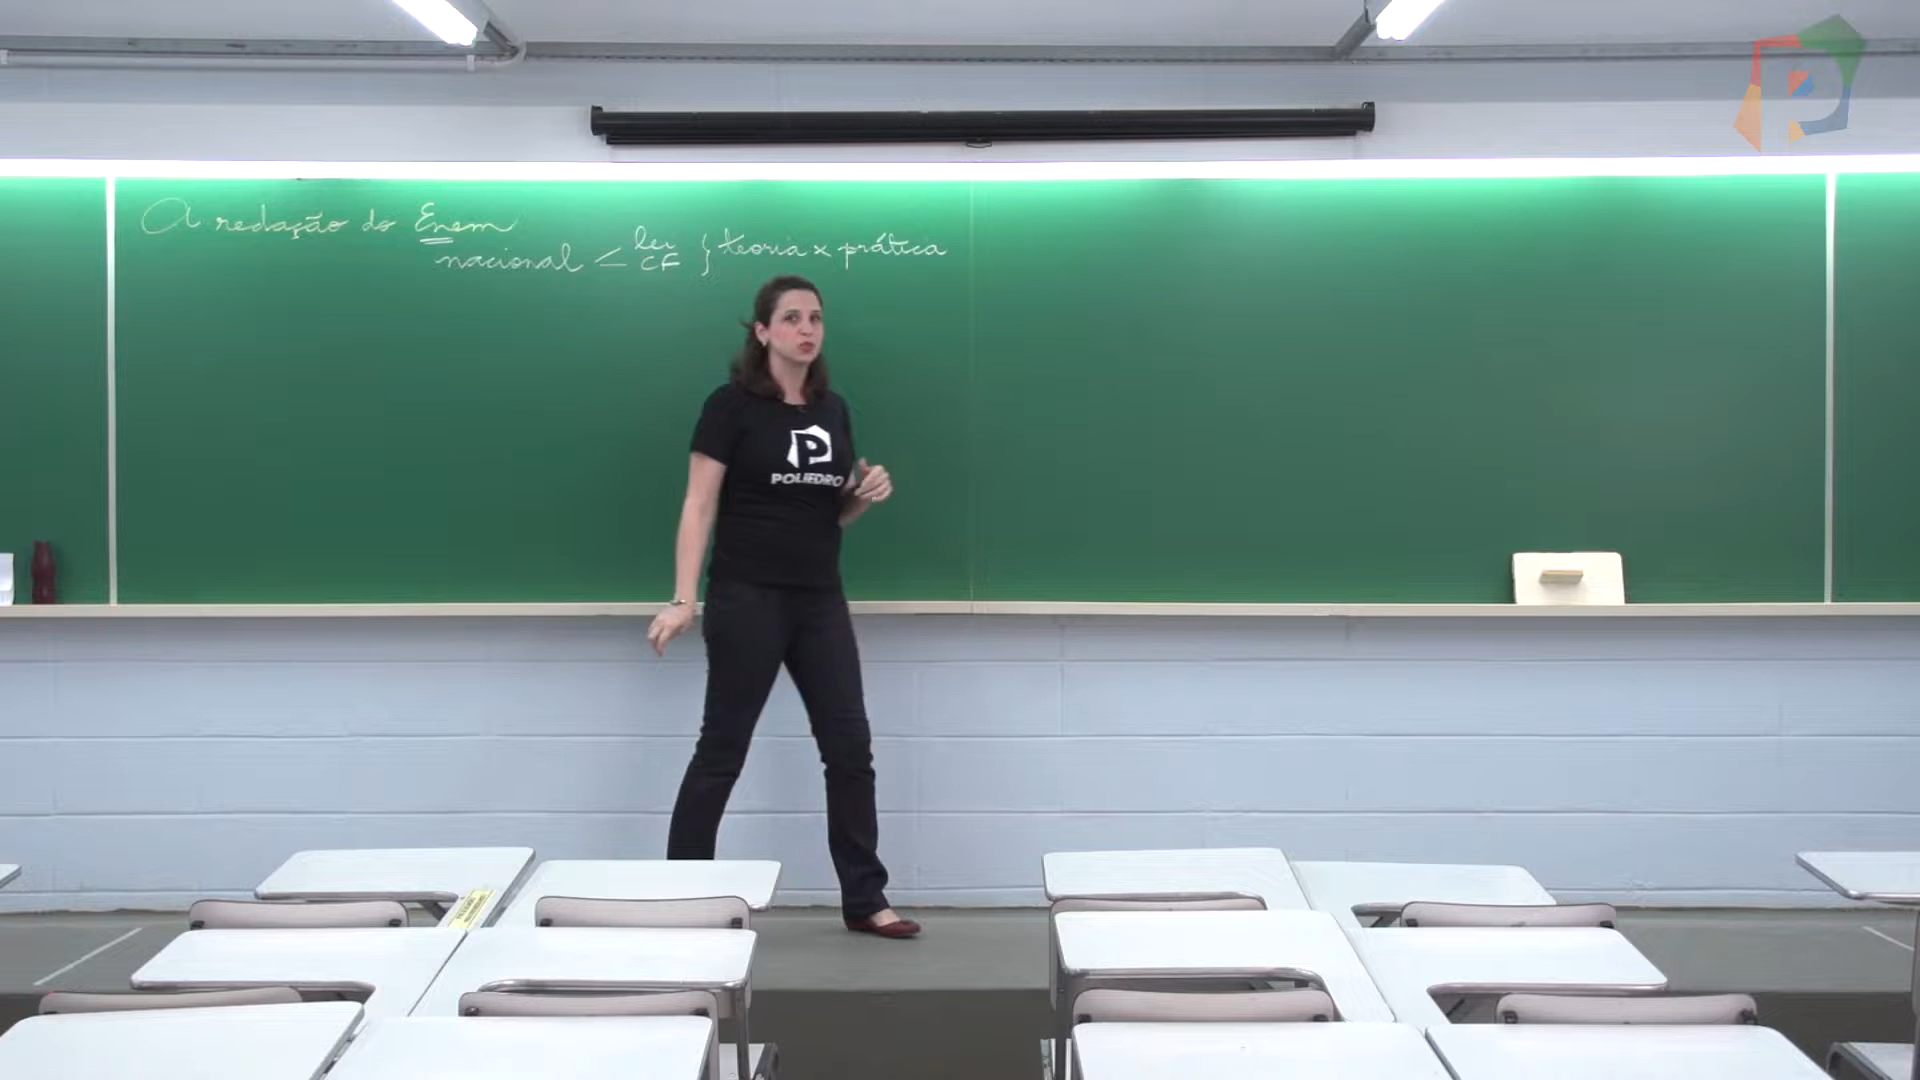 A redação do Enem
nacional < lei } teoria x prática
CF
POLIEDRO